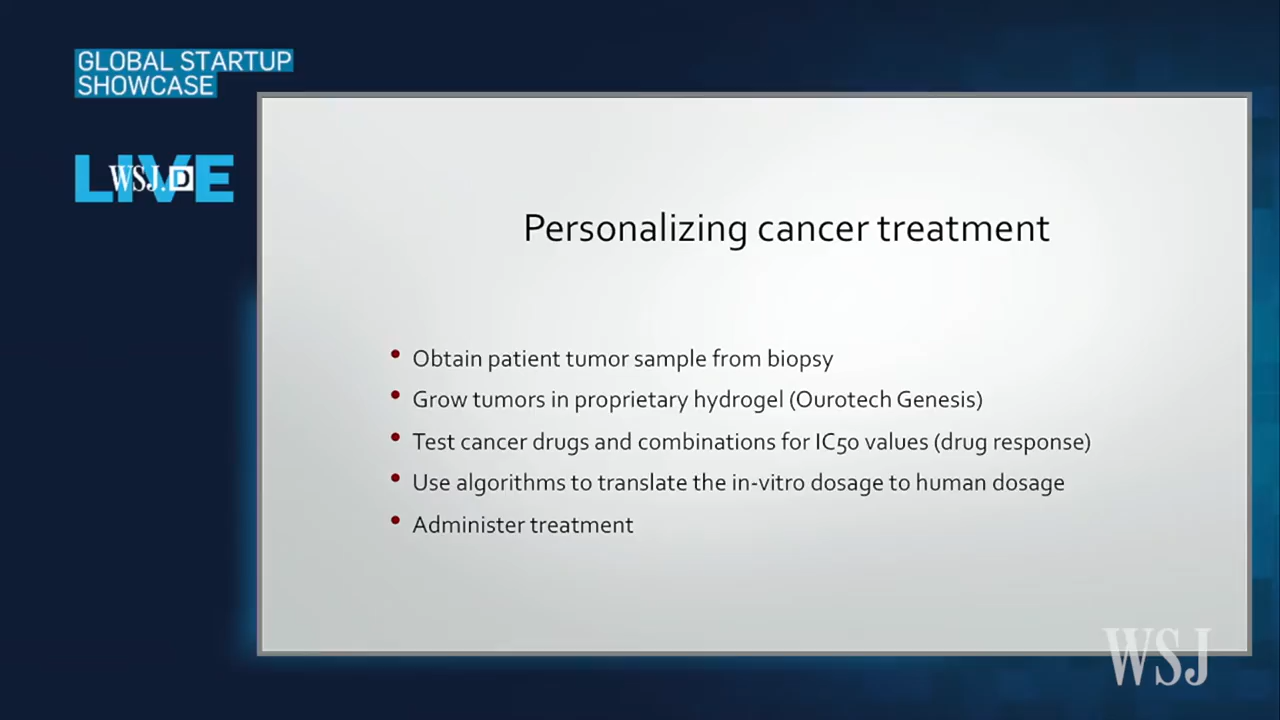 GLOBAL STARTUP
SHOWCASE
LIVE
WSJ.D
Personalizing cancer treatment
• Obtain patient tumor sample from biopsy
• Grow tumors in proprietary hydrogel (Ourotech Genesis)
• Test cancer drugs and combinations for IC50 values (drug response)
• Use algorithms to translate the in-vitro dosage to human dosage
• Administer treatment
WSJ